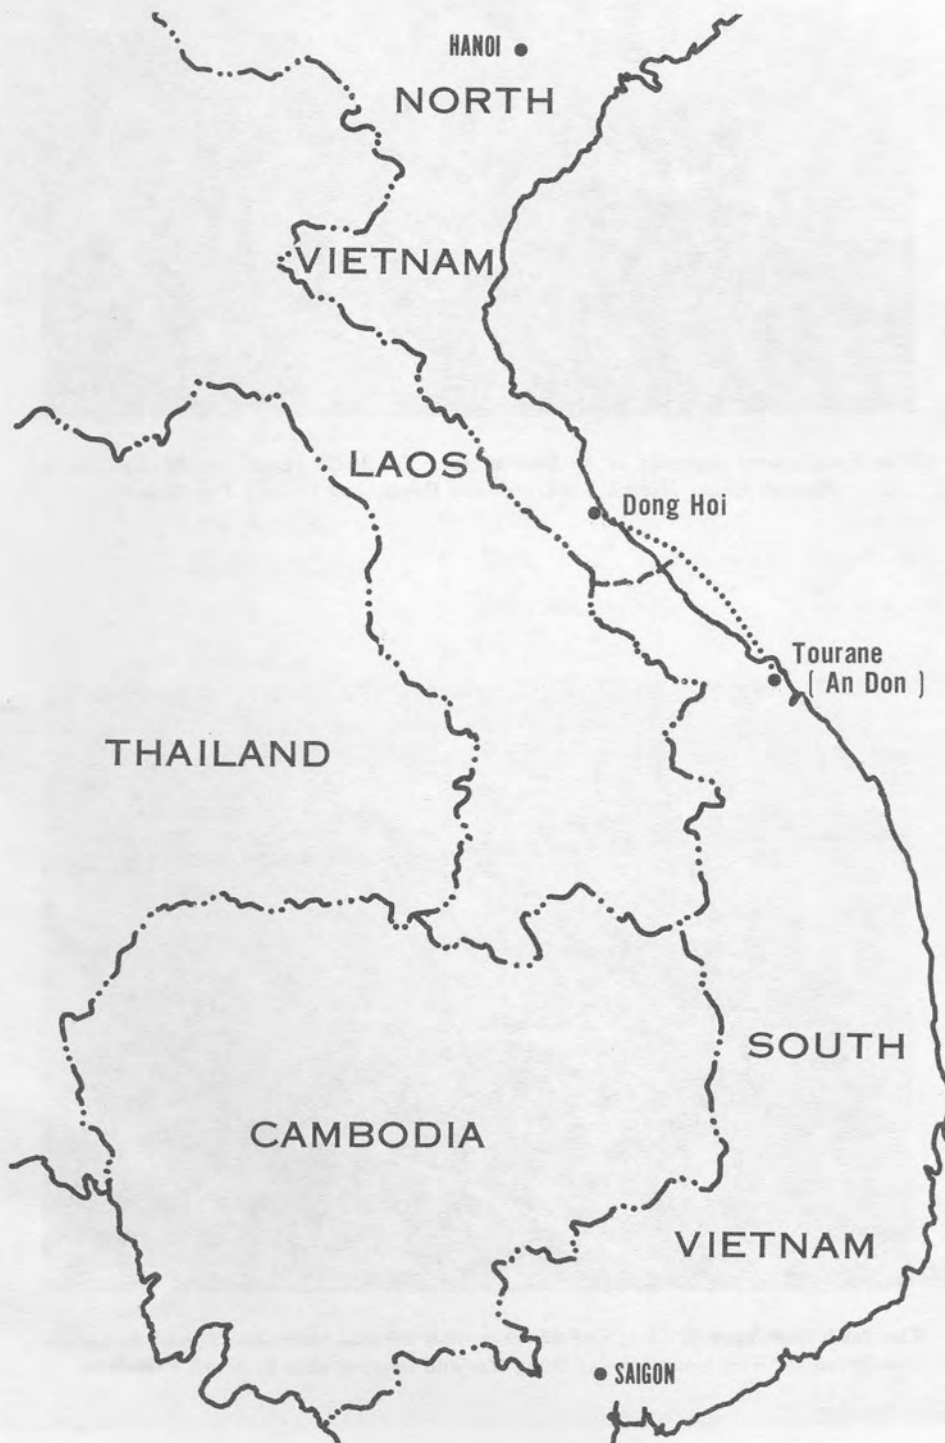 HANOI
NORTH
VIETNAM
LAOS
Dong Hoi
Tourane
( An Don )
THAILAND
SOUTH
CAMBODIA
VIETNAM
SAIGON